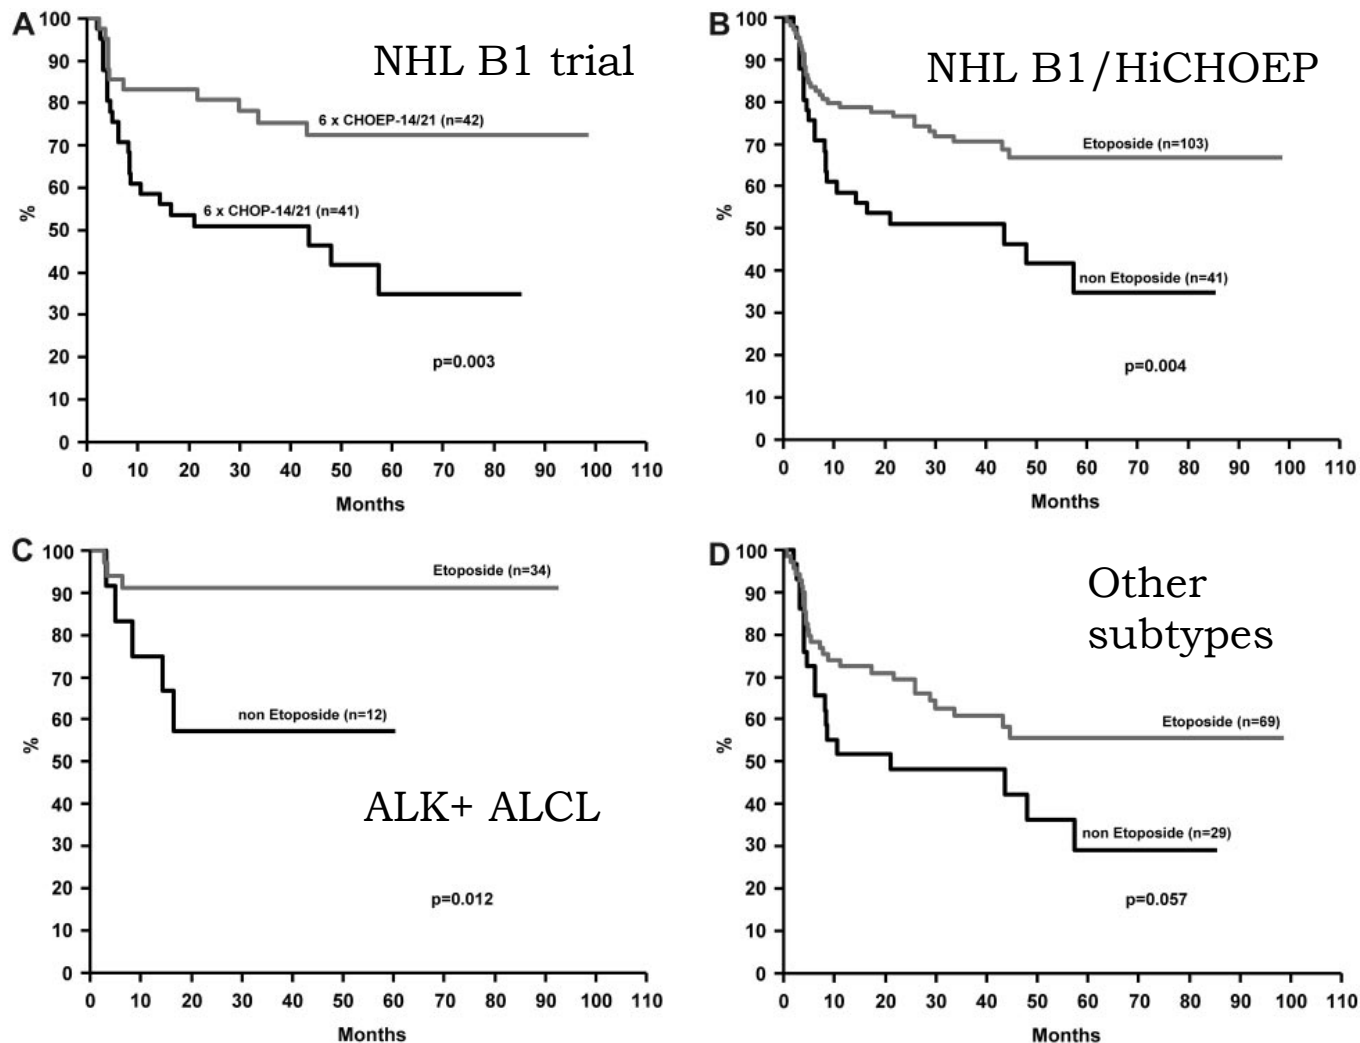 A
NHL B1 trial
100
90
80
70
60
50
40
30
20
10
0
%
6 x CHOEP-14/21 (n=42)
6 x CHOP-14/21 (n=41)
p=0.003
0 10 20 30 40 50 60 70 80 90 100 110
Months
B
NHL B1/HiCHOEP
100
90
80
70
60
50
40
30
20
10
0
%
Etoposide (n=103)
non Etoposide (n=41)
p=0.004
0 10 20 30 40 50 60 70 80 90 100 110
Months
C
100
90
80
70
60
50
40
30
20
10
0
%
Etoposide (n=34)
non Etoposide (n=12)
ALK+ ALCL
p=0.012
0 10 20 30 40 50 60 70 80 90 100 110
Months
D
Other
subtypes
100
90
80
70
60
50
40
30
20
10
0
%
Etoposide (n=69)
non Etoposide (n=29)
p=0.057
0 10 20 30 40 50 60 70 80 90 100 110
Months